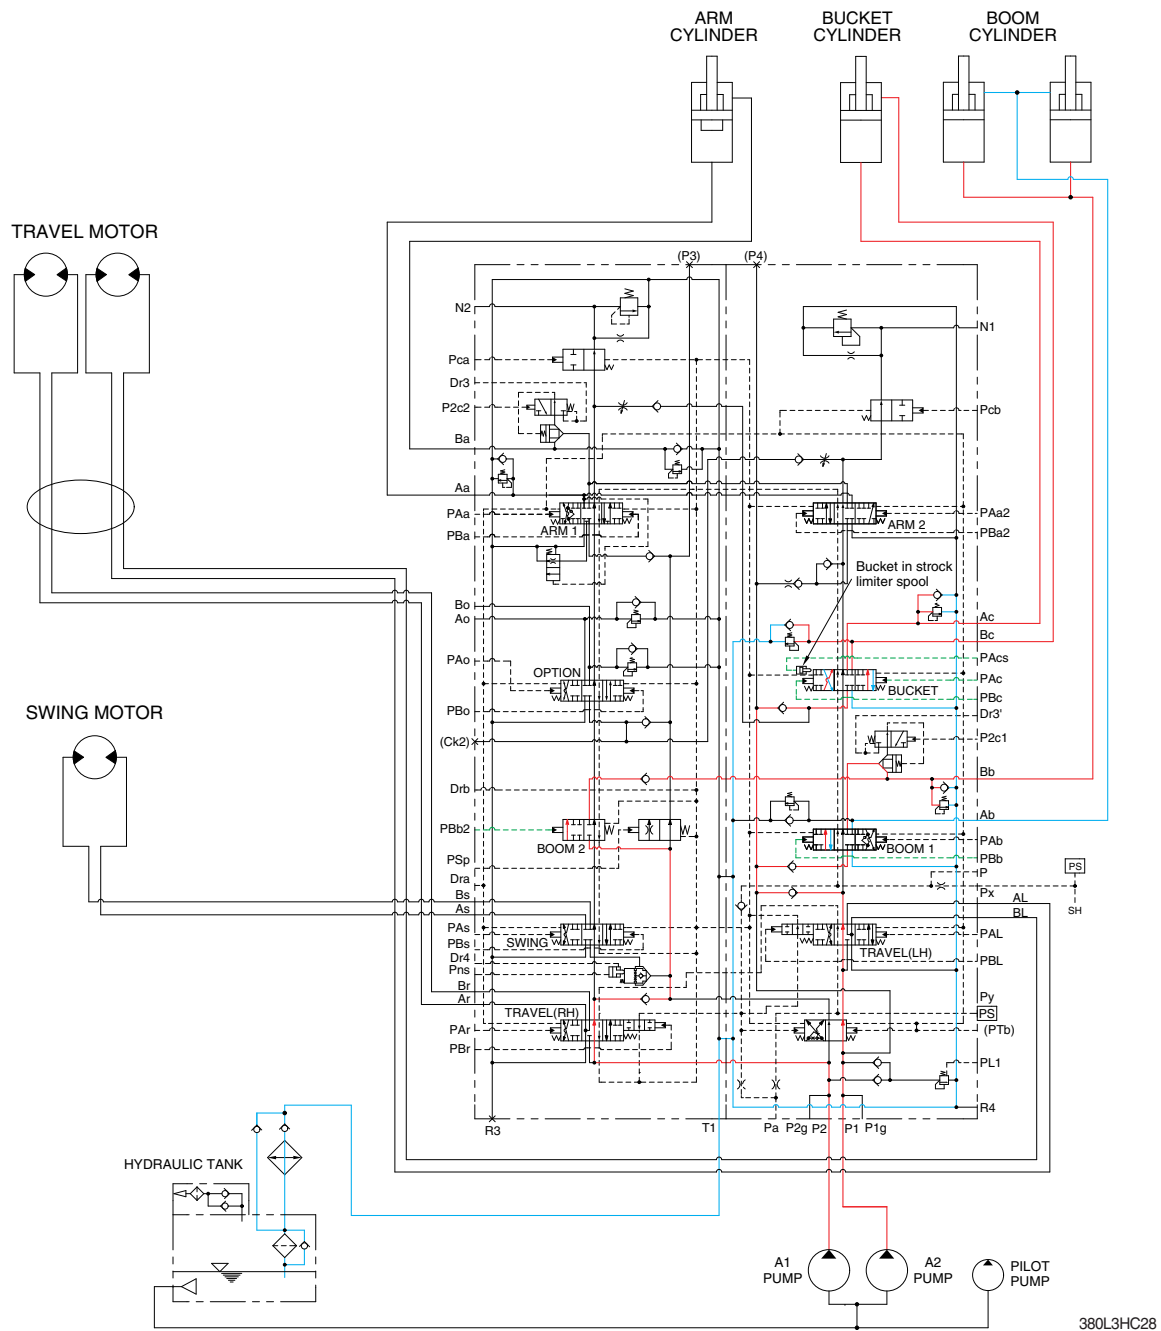 ARM
CYLINDER
BUCKET
CYLINDER
BOOM
CYLINDER
TRAVEL MOTOR
(P3)
(P4)
N2
N1
Pca
Dr3
P2c2
Pcb
Ba
Aa
PAa
ARM 1
PBa
ARM 2
PAa2
PBa2
Bucket in strock
limiter spool
Bo
Ao
Ac
Bc
PAo
OPTION
PBo
PAcs
PAc
BUCKET
PBc
Dr3'
SWING MOTOR
(Ck2)
P2c1
Bb
Drb
Ab
PBb2
BOOM 2
BOOM 1
PAb
PBb
PSp
Dra
P
PS
Px
SH
Bs
As
AL
BL
PAs
SWING
PBs
PAL
TRAVEL(LH)
PBL
Dr4
Pns
Br
Ar
Py
PS
TRAVEL(RH)
PAr
(PTb)
PBr
PL1
R3
T1
Pa
P2g
P2
P1
P1g
R4
HYDRAULIC TANK
A1
PUMP
A2
PUMP
PILOT
PUMP
380L3HC28